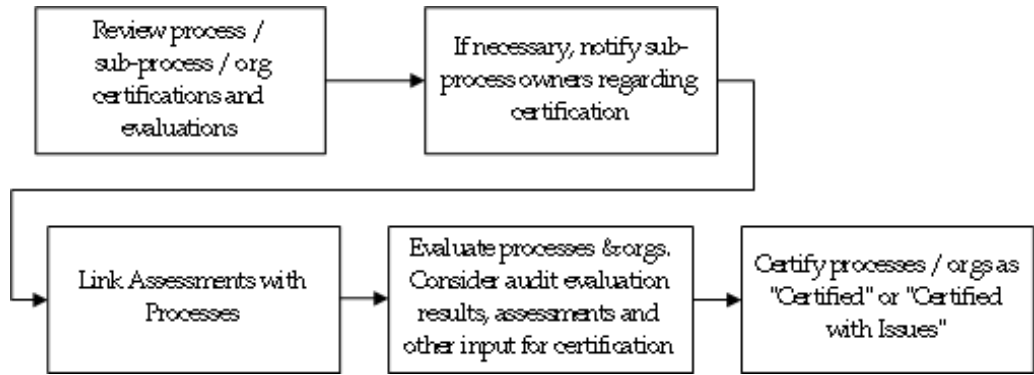 Review process /
sub-process / org
certifications and
evaluations
If necessary, notify sub-
process owners regarding
certification
Link Assessments with
Processes
Evaluate processes & orgs.
Consider audit evaluation
results, assessments and
other input for certification
Certify processes / orgs as
"Certified" or "Certified
with Issues"